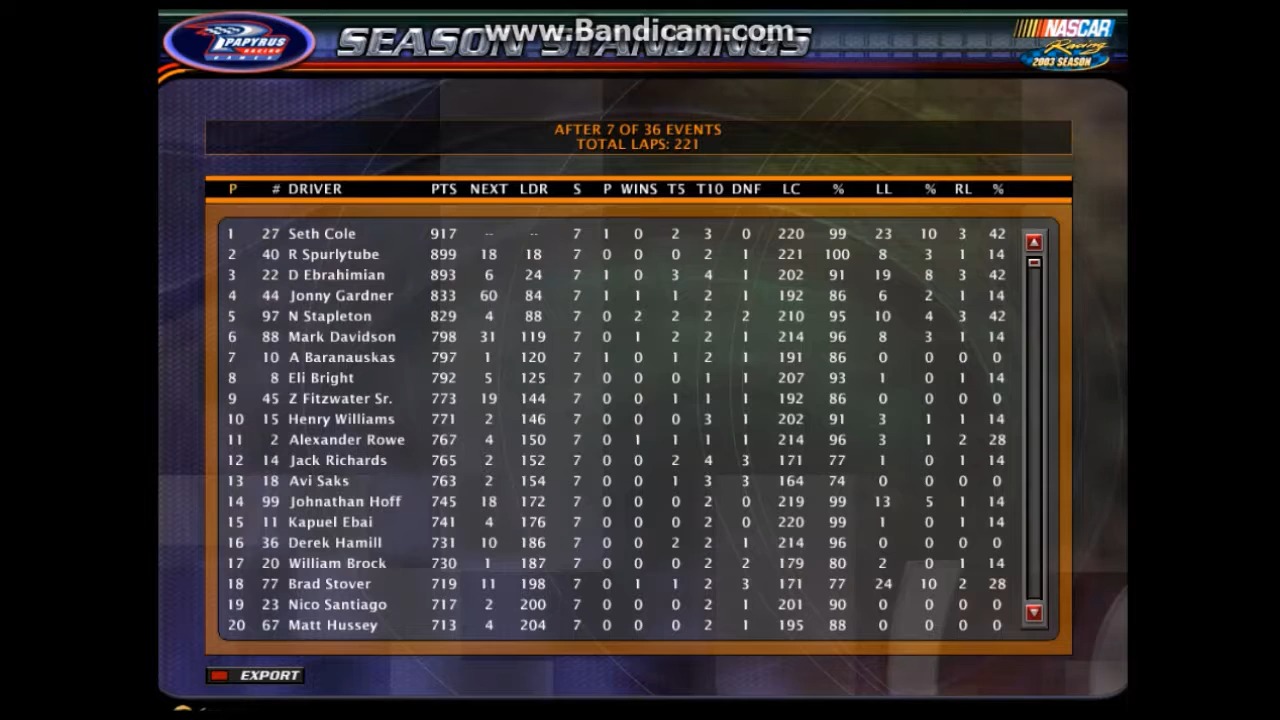 www.Bandicam.com
PAPYRUS RACING GAMES SEASON STANDINGS NASCAR Racing 2003 SEASON
AFTER 7 OF 36 EVENTS
TOTAL LAPS: 221
P # DRIVER PTS NEXT LDR S P WINS T5 T10 DNF LC % LL % RL %
1 27 Seth Cole 917 -- -- 7 1 0 2 3 0 220 99 23 10 3 42
2 40 R Spurlytube 899 18 18 7 0 0 0 2 1 221 100 8 3 1 14
3 22 D Ebrahimian 893 6 24 7 1 0 3 4 1 202 91 19 8 3 42
4 44 Jonny Gardner 833 60 84 7 1 1 1 2 1 192 86 6 2 1 14
5 97 N Stapleton 829 4 88 7 0 2 2 2 2 210 95 10 4 3 42
6 88 Mark Davidson 798 31 119 7 0 1 2 2 1 214 96 8 3 1 14
7 10 A Baranauskas 797 1 120 7 1 0 1 2 1 191 86 0 0 0 0
8 8 Eli Bright 792 5 125 7 0 0 0 1 1 207 93 1 0 1 14
9 45 Z Fitzwater Sr. 773 19 144 7 0 0 1 1 1 192 86 0 0 0 0
10 15 Henry Williams 771 2 146 7 0 0 0 3 1 202 91 3 1 1 14
11 2 Alexander Rowe 767 4 150 7 0 1 1 1 1 214 96 3 1 2 28
12 14 Jack Richards 765 2 152 7 0 0 2 4 3 171 77 1 0 1 14
13 18 Avi Saks 763 2 154 7 0 0 1 3 3 164 74 0 0 0 0
14 99 Johnathan Hoff 745 18 172 7 0 0 0 2 0 219 99 13 5 1 14
15 11 Kapuel Ebai 741 4 176 7 0 0 0 2 0 220 99 1 0 1 14
16 36 Derek Hamill 731 10 186 7 0 0 2 2 1 214 96 0 0 0 0
17 20 William Brock 730 1 187 7 0 0 0 2 2 179 80 2 0 1 14
18 77 Brad Stover 719 11 198 7 0 1 1 2 3 171 77 24 10 2 28
19 23 Nico Santiago 717 2 200 7 0 0 0 2 1 201 90 0 0 0 0
20 67 Matt Hussey 713 4 204 7 0 0 0 2 1 195 88 0 0 0 0
EXPORT